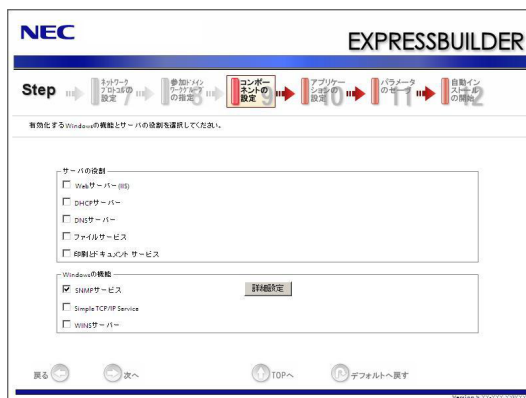 NEC
EXPRESSBUILDER
Step
ネットワーク
プロトコルの
設定 7
参加ドメイン
ワークグループ
の指定 8
コンポー
ネントの
設定 9
アプリケー
ションの
設定 10
パラメータ
のセーブ 11
自動イン
ストール
の開始 12
有効化するWindowsの機能とサーバの役割を選択してください。
サーバの役割
Webサーバー(IIS)
DHCPサーバー
DNSサーバー
ファイルサービス
印刷とドキュメント サービス
Windowsの機能
SNMPサービス
詳細設定
Simple TCP/IP Service
WINSサーバー
戻る
次へ
TOPへ
デフォルトへ戻す